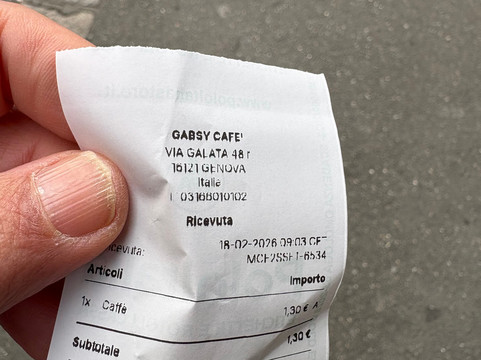 GABSY CAFE'
VIA GALATA 48 r
16121 GENOVA
Italia
03168010102
Ricevuta
18-02-2026 09:03 CET
Ricevuta:
Articoli
Importo
1x Caffè
1,30 € A
Subtotale
1,30 €